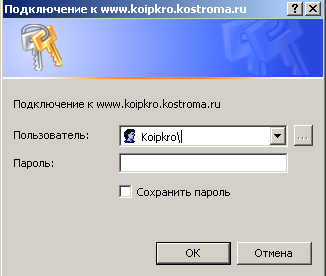 Подключение к www.koipkro.kostroma.ru
Подключение к www.koipkro.kostroma.ru
Пользователь: Koipkro\ ...
Пароль:
Сохранить пароль
OK Отмена